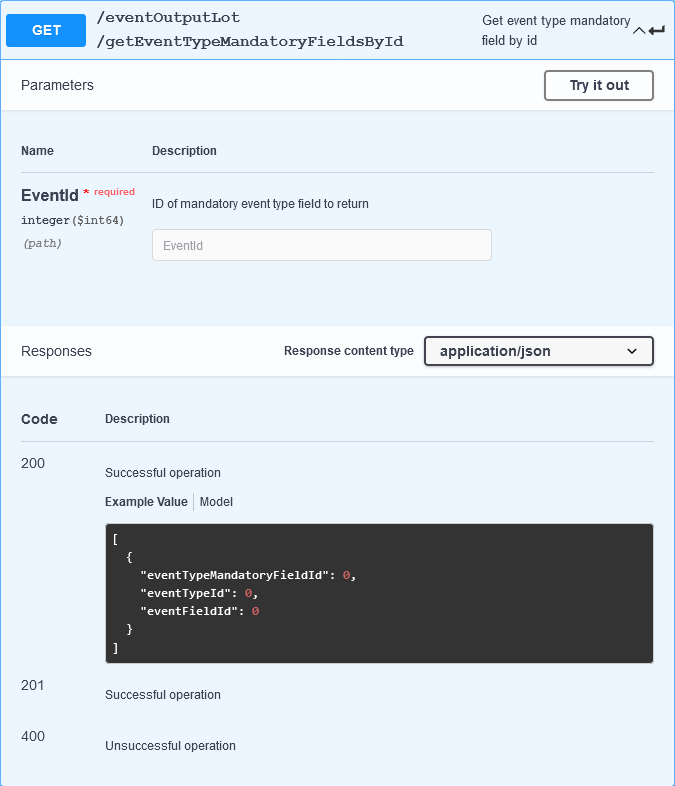 GET
/eventOutputLot
/getEventTypeMandatoryFieldsById
Get event type mandatory
field by id
Parameters
Try it out
Name Description
EventId * required
integer($int64)
(path)
ID of mandatory event type field to return
EventId
Responses
Response content type
application/json
Code Description
200
Successful operation
Example Value Model
[
{
"eventTypeMandatoryFieldId": 0,
"eventTypeId": 0,
"eventFieldId": 0
}
]
201
Successful operation
400
Unsuccessful operation